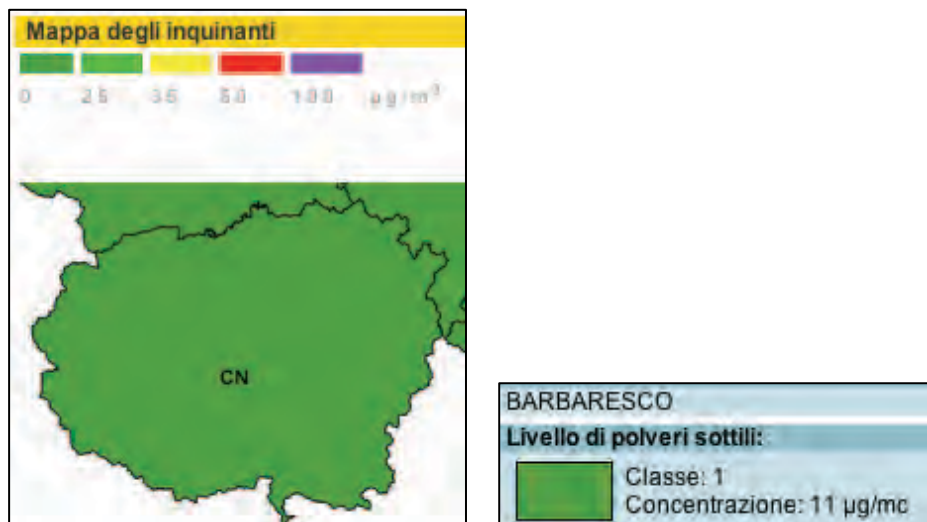 Mappa degli inquinanti
0 25 35 50 100 µg/m³
CN
BARBARESCO
Livello di polveri sottili:
Classe: 1
Concentrazione: 11 µg/mc